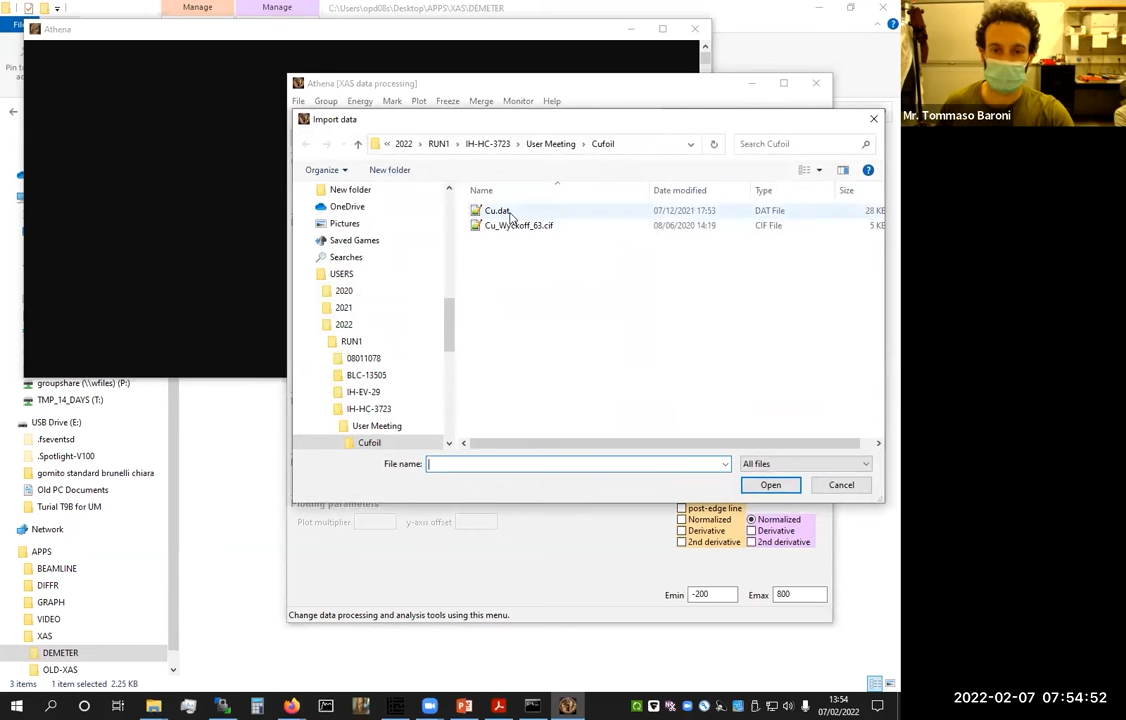 Manage
Manage
C:\Users\opd08s\Desktop\APPS\XAS\DEMETER
Athena
Athena [XAS data processing]
File Group Energy Mark Plot Freeze Merge Monitor Help
Import data
« 2022 > RUN1 > IH-HC-3723 > User Meeting > Cufoil
Search Cufoil
Organize
New folder
Name
Date modified
Type
Size
Cu.dat
07/12/2021 17:53
DAT File
28 KB
Cu_Wyckoff_63.cif
08/06/2020 14:19
CIF File
5 KB
New folder
OneDrive
Pictures
Saved Games
Searches
USERS
2020
2021
2022
RUN1
08011078
BLC-13505
IH-EV-29
IH-HC-3723
User Meeting
Cufoil
File name:
All files
Open
Cancel
groupshare (\\wfiles) (P:)
TMP_14_DAYS (T:)
USB Drive (E:)
.fseventsd
.Spotlight-V100
gomito standard brunelli chiara
Old PC Documents
Turial T9B for UM
Network
APPS
BEAMLINE
DIFFR
GRAPH
VIDEO
XAS
DEMETER
OLD-XAS
3 items
1 item selected 2.25 KB
Plotting parameters
Plot multiplier
y-axis offset
post-edge line
Normalized
Normalized
Derivative
Derivative
2nd derivative
2nd derivative
Emin -200
Emax 800
Change data processing and analysis tools using this menu.
13:54
07/02/2022
Mr. Tommaso Baroni
2022-02-07 07:54:52